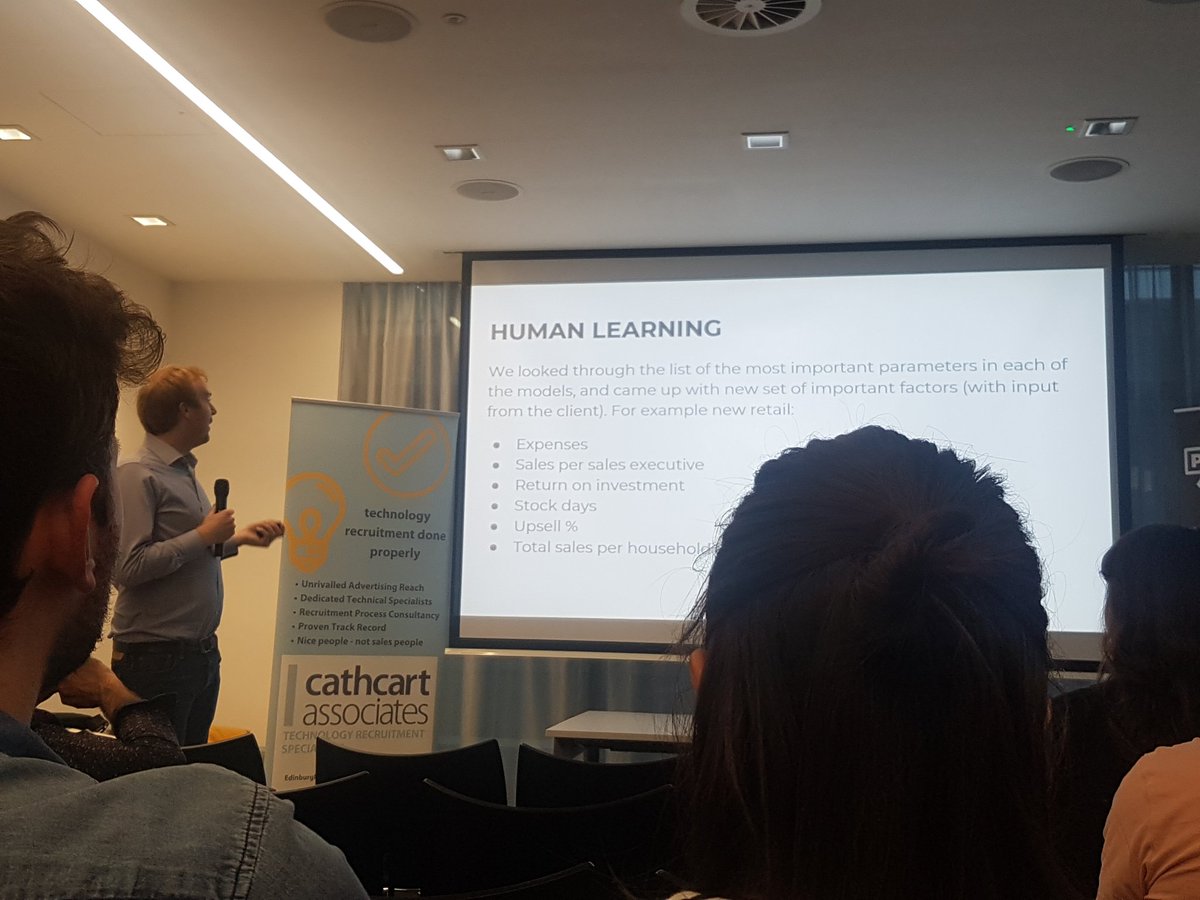 HUMAN LEARNING
We looked through the list of the most important parameters in each of
the models, and came up with new set of important factors (with input
from the client). For example new retail:
• Expenses
• Sales per sales executive
• Return on investment
• Stock days
• Upsell %
• Total sales per household
technology
recruitment done
properly
• Unrivalled Advertising Reach
• Dedicated Technical Specialists
• Recruitment Process Consultancy
• Proven Track Record
• Nice people - not sales people
cathcart
associates
TECHNOLOGY RECRUITMENT